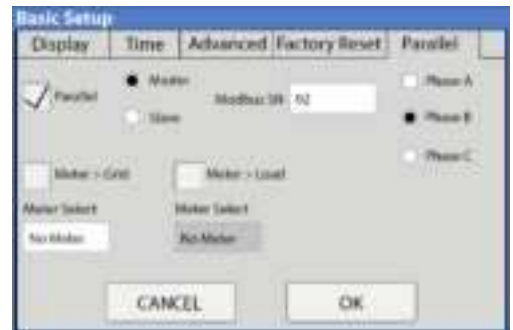 Basic Setup
Display Time Advanced Factory Reset Parallel
Parallel
Master
Slave
Modbus SN 02
Phase A
Phase B
Phase C
Meter > Grid
Meter > Load
Meter Select
Meter Select
No Meter
No Meter
CANCEL OK